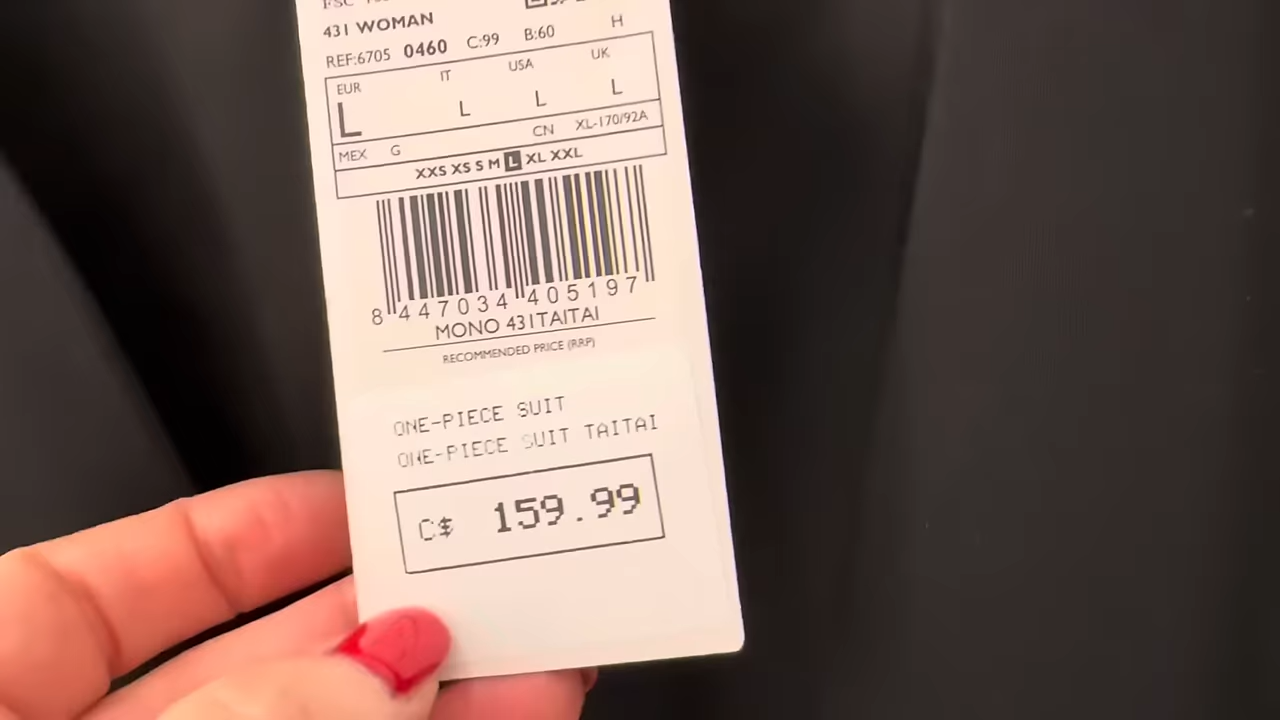 431 WOMAN
REF:6705 0460 C:99 B:60 H
EUR IT USA UK
L L L L
MEX G CN XL-170/92A
XXS XS S M L XL XXL
8 447034 405197
MONO 431TAITAI
RECOMMENDED PRICE (RRP)
ONE-PIECE SUIT
ONE-PIECE SUIT TAITAI
C$ 159.99